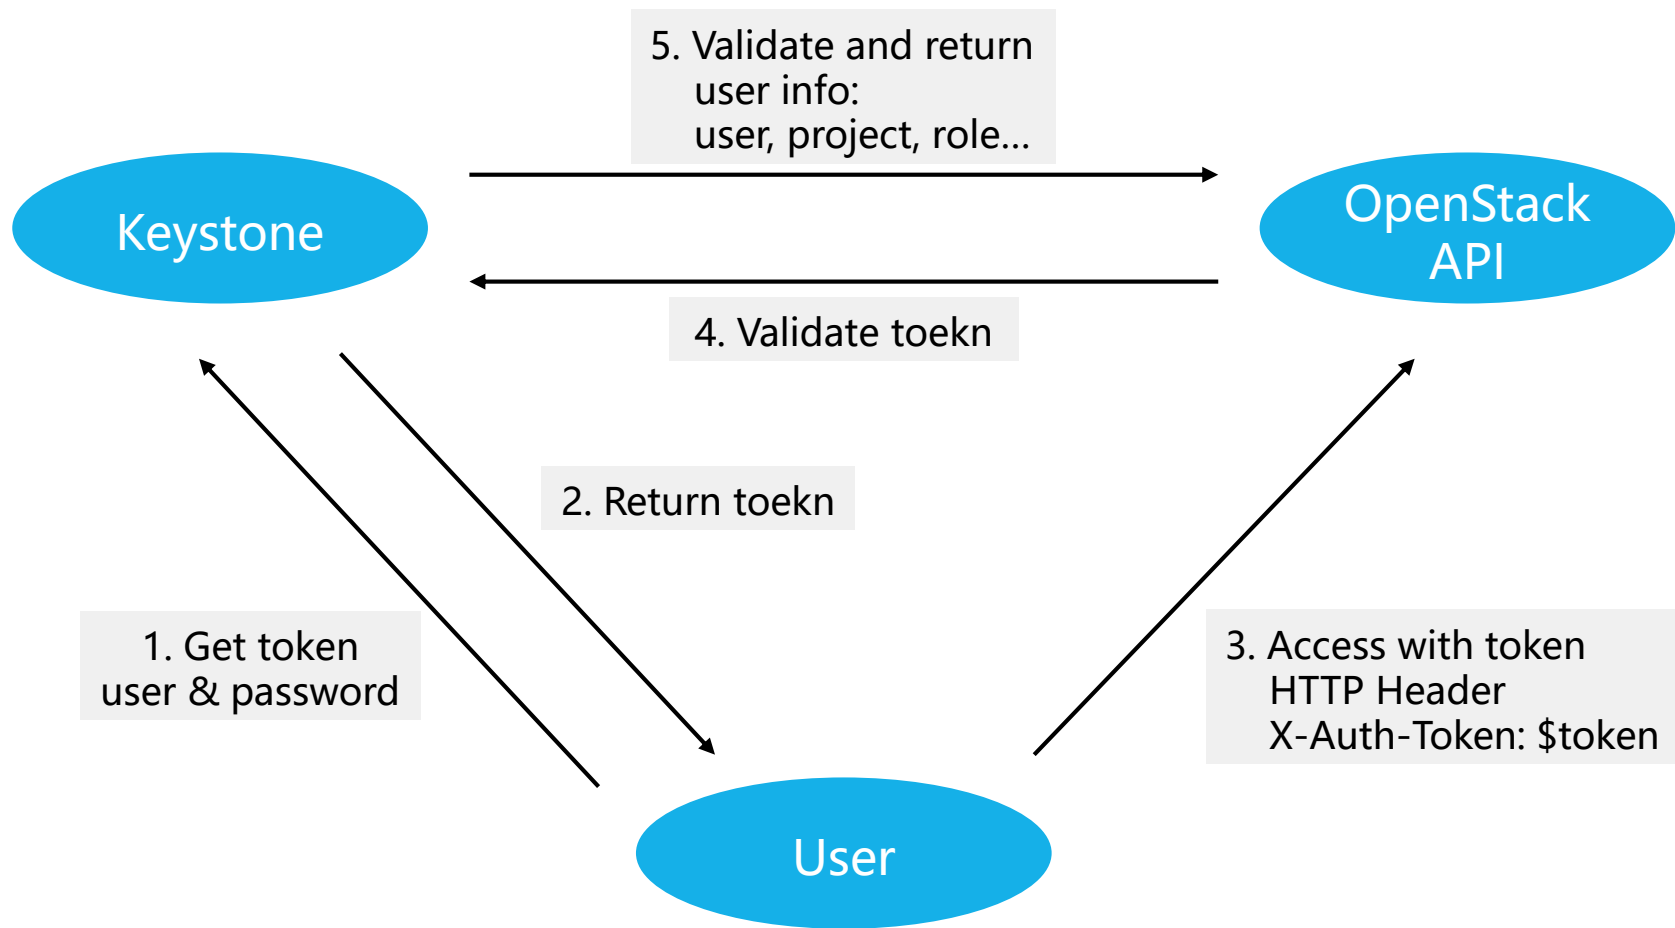 5. Validate and return
user info:
user, project, role...
Keystone
OpenStack
API
4. Validate toekn
2. Return toekn
1. Get token
user & password
3. Access with token
HTTP Header
X-Auth-Token: $token
User